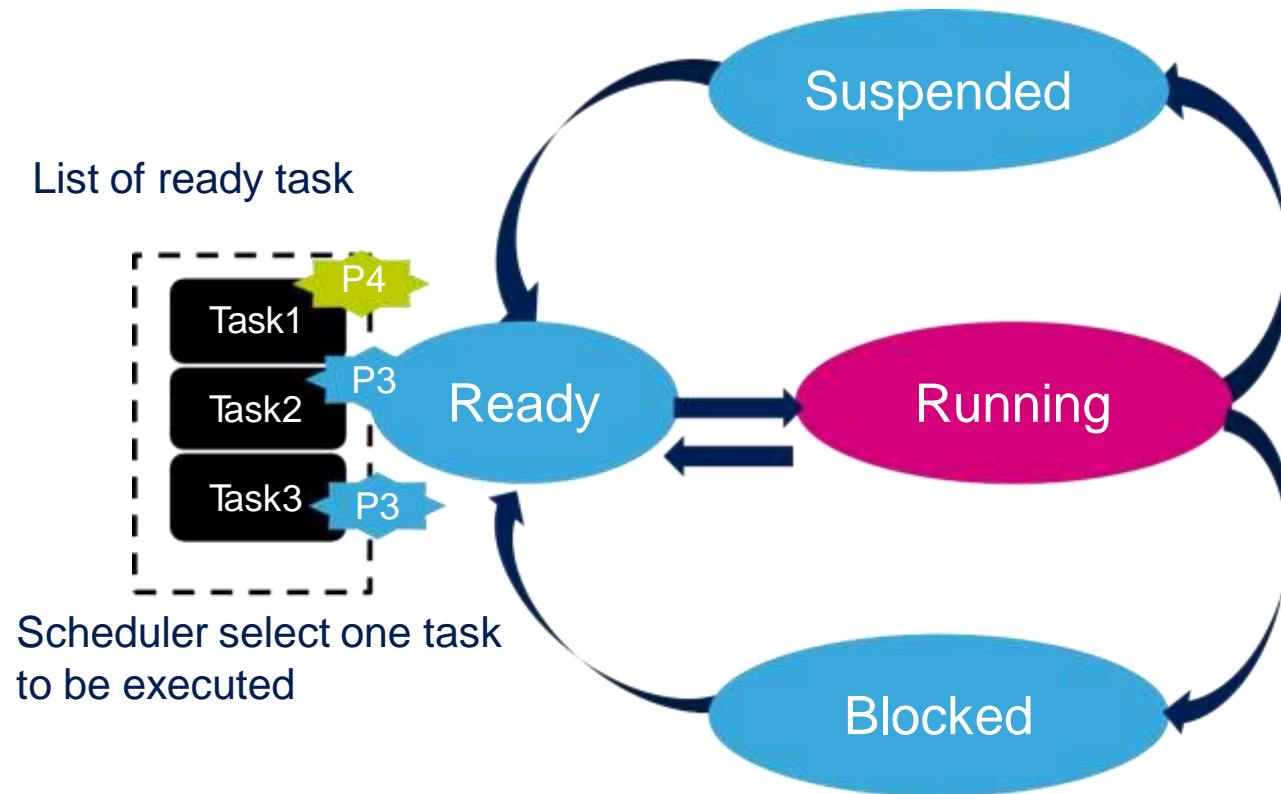 Suspended
List of ready task
P4
Task1
P3
Ready
Running
Task2
Task3
P3
Scheduler select one task
to be executed
Blocked